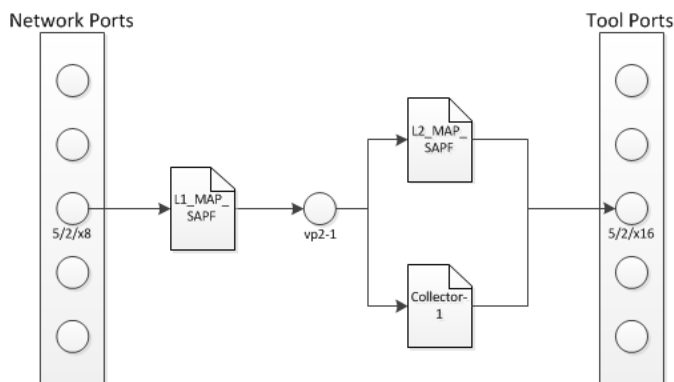 Network Ports
Tool Ports
L2_MAP_
SAPF
L1_MAP_
SAPF
5/2/x8
vp2-1
5/2/x16
Collector-
1